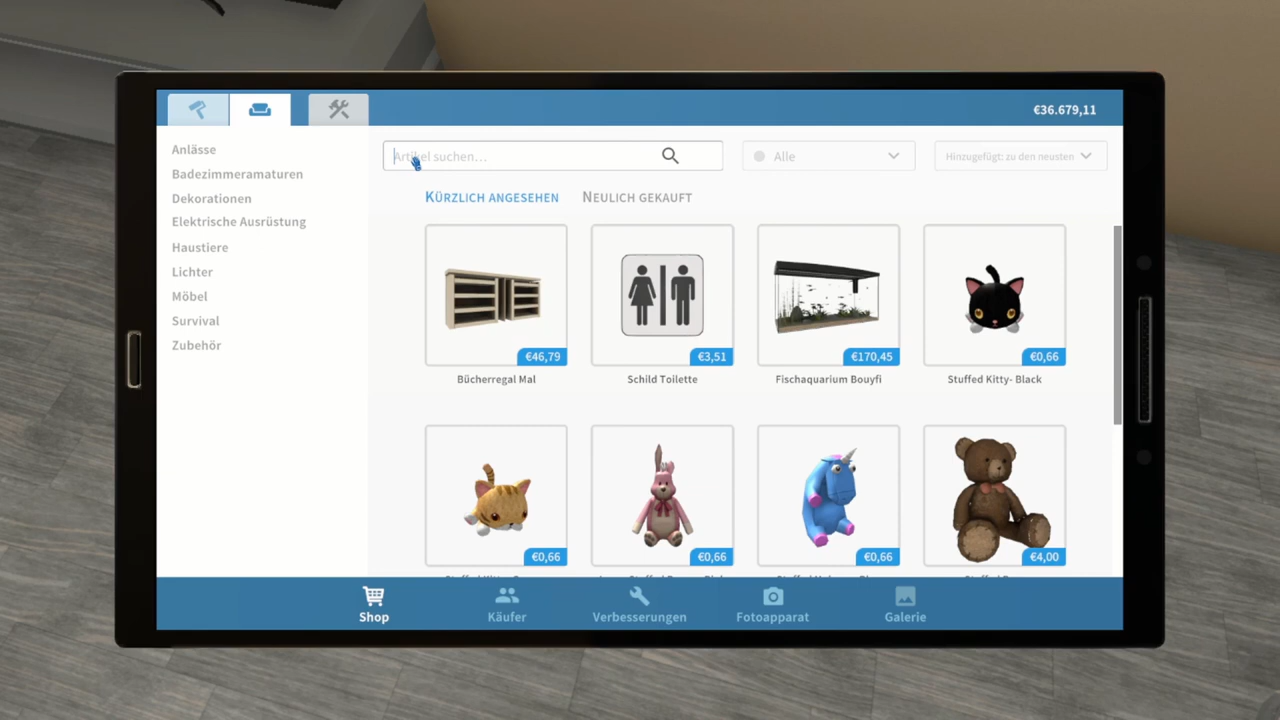 €36.679,11
Anlässe
Badezimmeramaturen
Dekorationen
Elektrische Ausrüstung
Haustiere
Lichter
Möbel
Survival
Zubehör
Artikel suchen...
Alle
Hinzugefügt: zu den neusten
KÜRZLICH ANGESEHEN
NEULICH GEKAUFT
€46,79
€3,51
€170,45
€0,66
Bücherregal Mal
Schild Toilette
Fischaquarium Bouyfi
Stuffed Kitty- Black
€0,66
€0,66
€0,66
€4,00
Shop
Käufer
Verbesserungen
Fotoapparat
Galerie